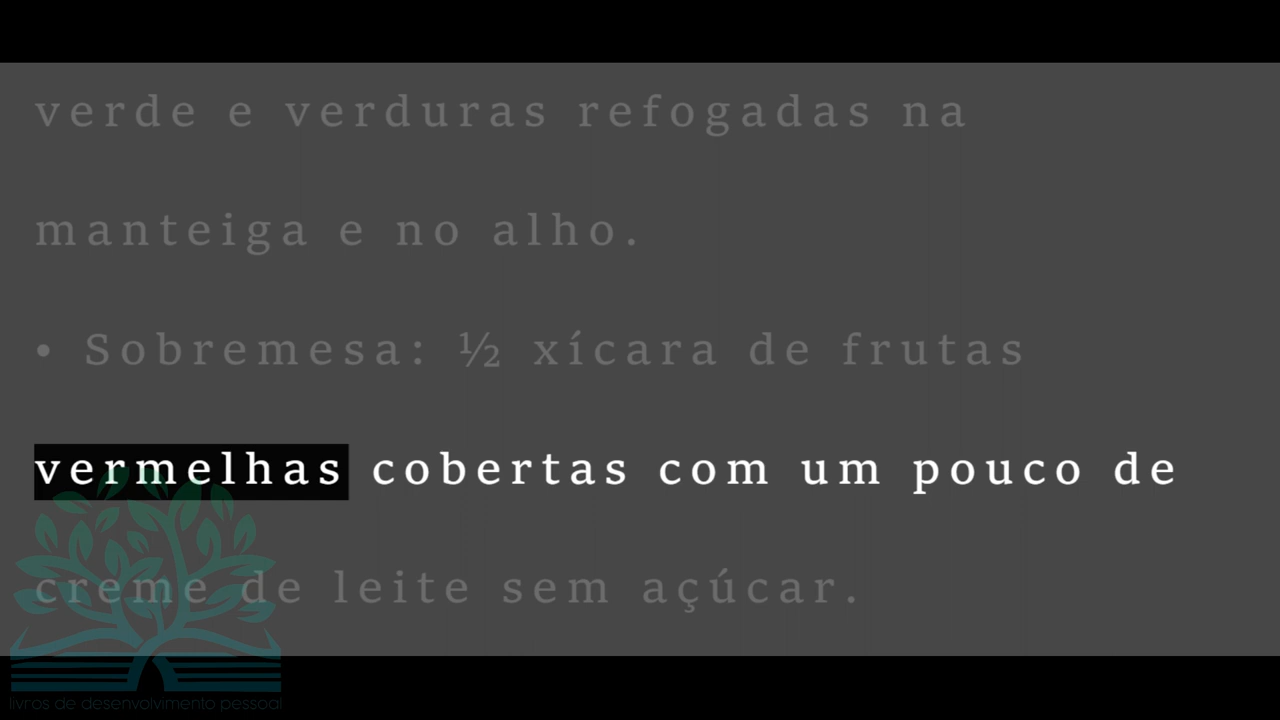 verde e verduras refogadas na
manteiga e no alho.
• Sobremesa: ½ xícara de frutas
vermelhas cobertas com um pouco de
creme de leite sem açúcar.
livros de desenvolvimento pessoal